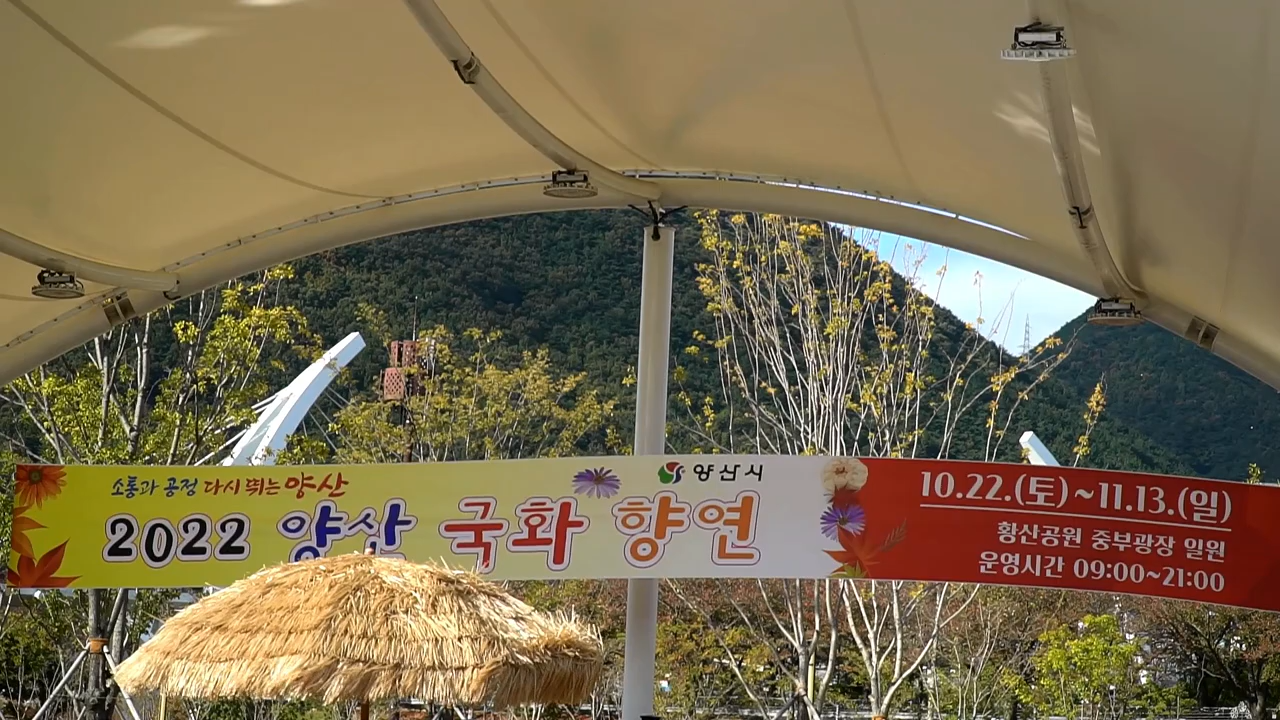 소통과 공정 다시 뛰는 양산
양산시
2022 양산 국화 향연
10.22.(토)~11.13.(일)
황산공원 중부광장 일원
운영시간 09:00~21:00